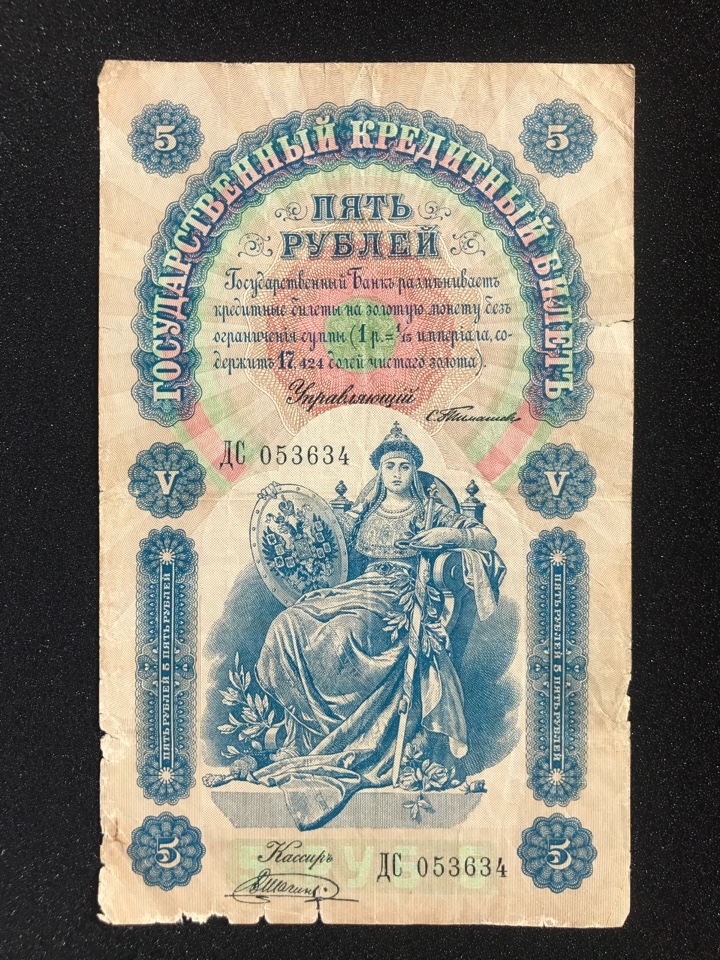 5 5
ГОСУДАРСТВЕННЫЙ КРЕДИТНЫЙ БИЛЕТЪ
ПЯТЬ
РУБЛЕЙ
Государственный Банкъ размѣниваетъ
кредитные билеты на золотую монету безъ
ограниченія суммы (1 р. = 1/15 имперіала, со-
держитъ 17,424 долей чистаго золота).
Управляющій
С. Тимашев
ДС 053634
V V
ПЯТЬ РУБЛЕЙ 5 ПЯТЬ РУБЛЕЙ
ПЯТЬ РУБЛЕЙ 5 ПЯТЬ РУБЛЕЙ
5 5
Кассиръ
ДС 053634